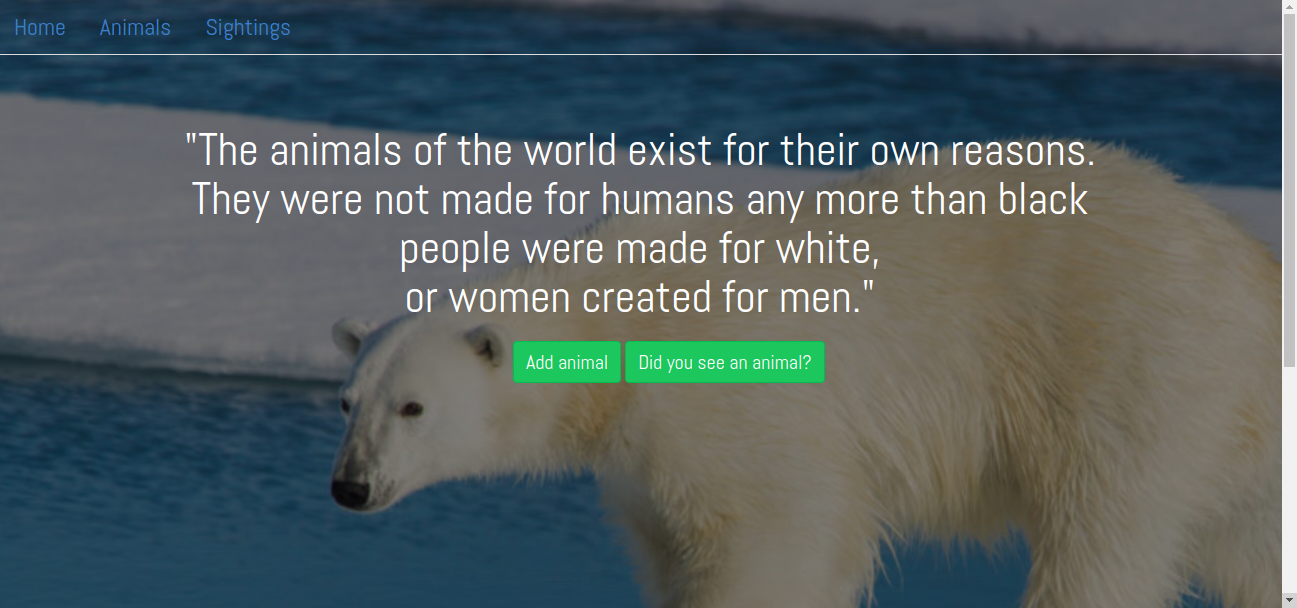 Home Animals Sightings
"The animals of the world exist for their own reasons.
They were not made for humans any more than black
people were made for white,
or women created for men."
Add animal Did you see an animal?